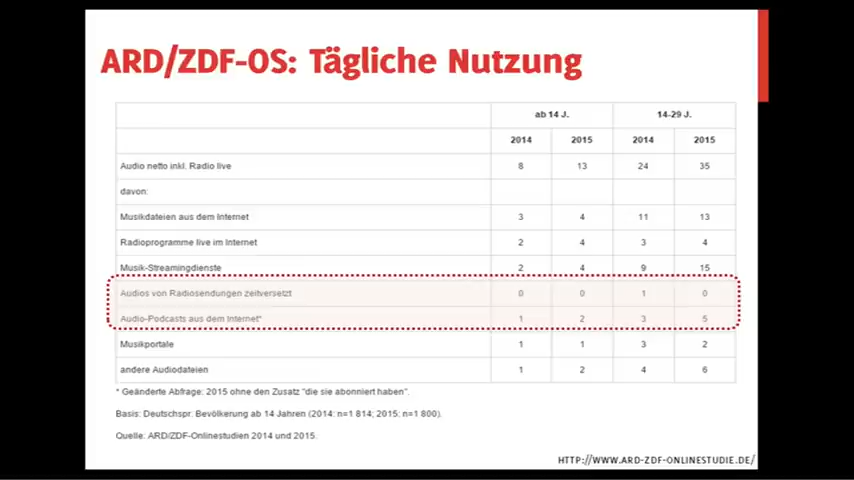 ARD/ZDF-OS: Tägliche Nutzung
ab 14 J. 14-29 J.
2014 2015 2014 2015
Audio netto inkl. Radio live 8 13 24 35
davon:
Musikdateien aus dem Internet 3 4 11 13
Radioprogramme live im Internet 2 4 3 4
Musik-Streamingdienste 2 4 9 15
Audios von Radiosendungen zeitversetzt 0 0 1 0
Audio-Podcasts aus dem Internet* 1 2 3 5
Musikportale 1 1 3 2
andere Audiodateien 1 2 4 6
* Geänderte Abfrage: 2015 ohne den Zusatz "die sie abonniert haben".
Basis: Deutschspr. Bevölkerung ab 14 Jahren (2014: n=1 814; 2015: n=1 800).
Quelle: ARD/ZDF-Onlinestudien 2014 und 2015.
HTTP://WWW.ARD-ZDF-ONLINESTUDIE.DE/